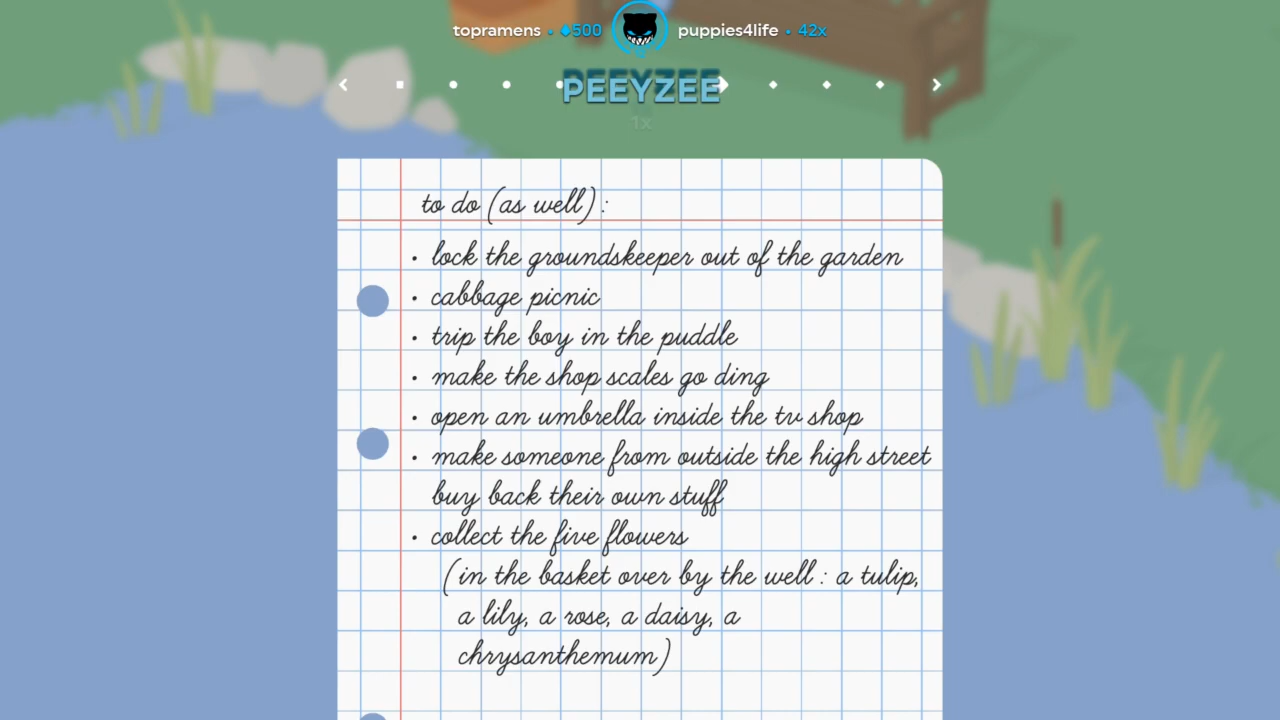 topramens • 500 puppies4life • 42x
PEEYZEE
1x
to do (as well) :
• lock the groundskeeper out of the garden
• cabbage picnic
• trip the boy in the puddle
• make the shop scales go ding
• open an umbrella inside the tv shop
• make someone from outside the high street
buy back their own stuff
• collect the five flowers
(in the basket over by the well : a tulip,
a lily, a rose, a daisy, a
chrysanthemum)